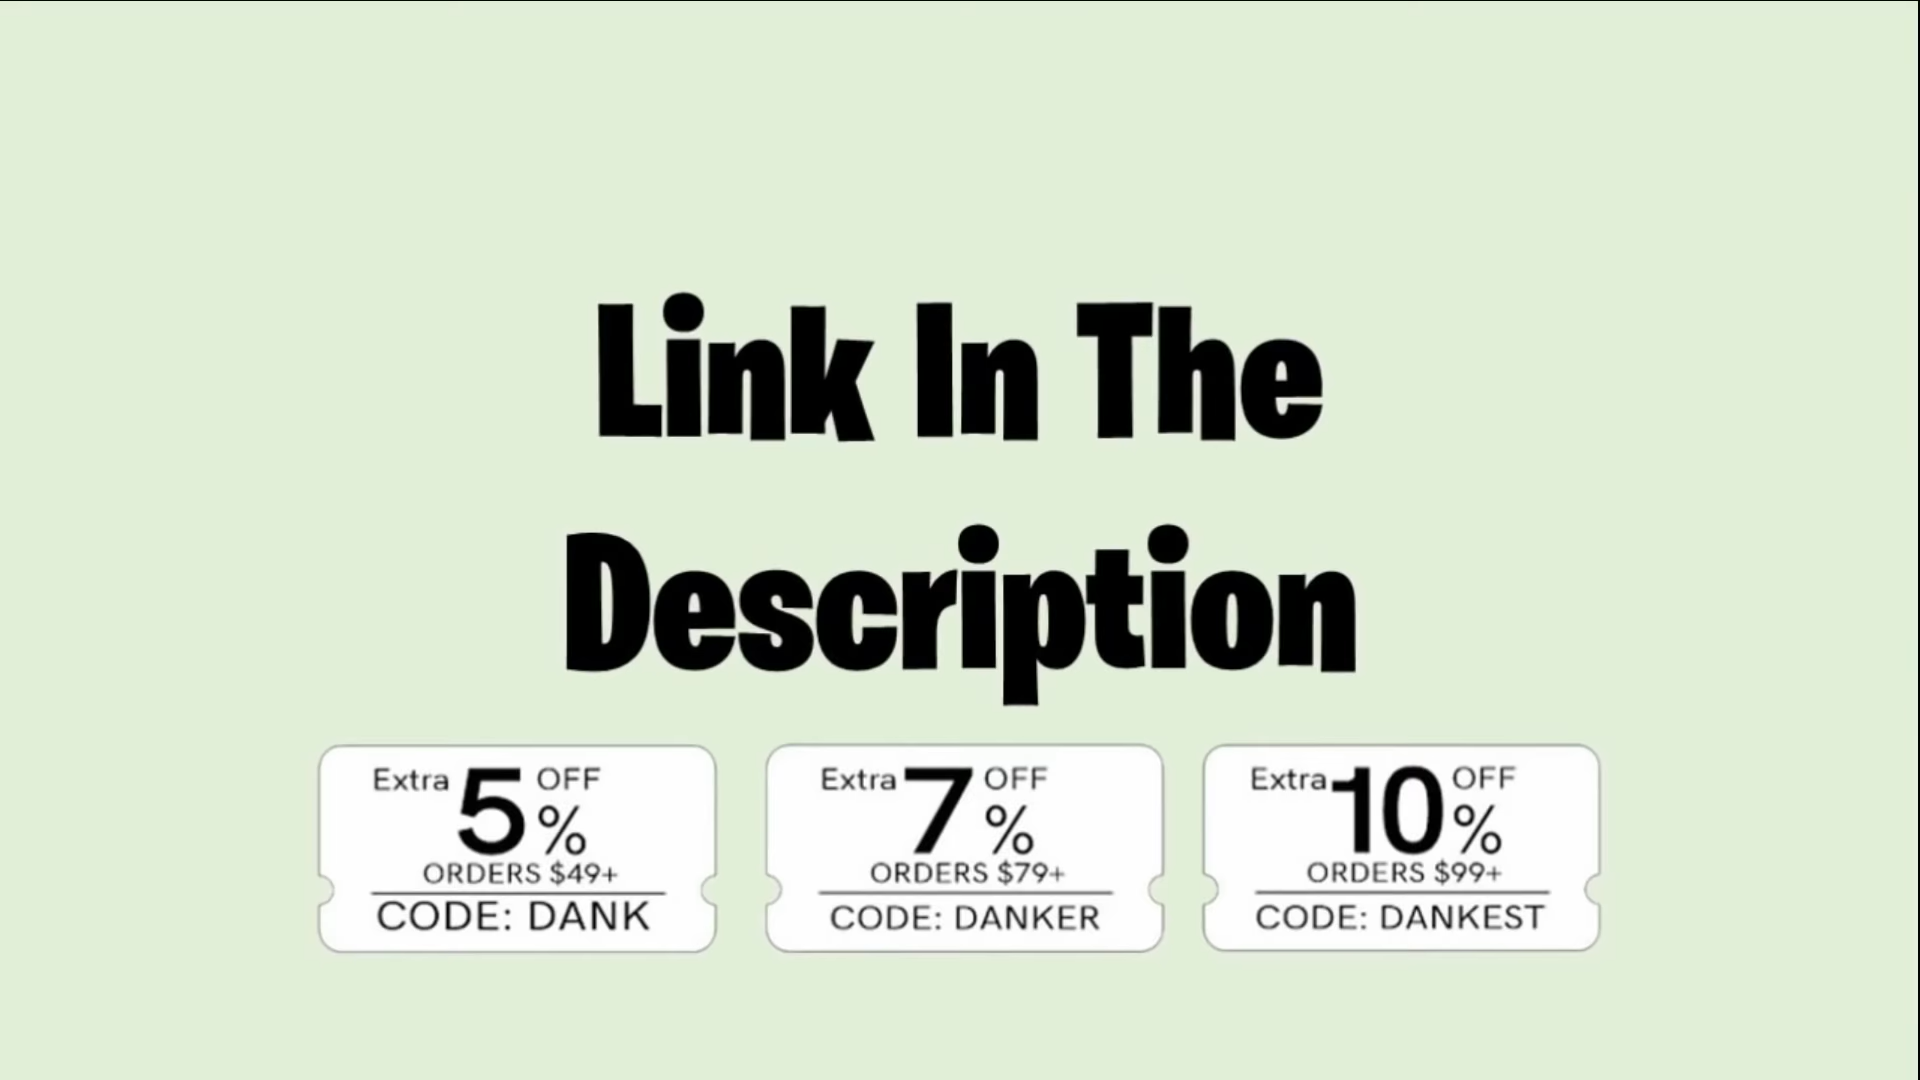 Link In The
Description
Extra 5% OFF
ORDERS $49+
CODE: DANK
Extra 7% OFF
ORDERS $79+
CODE: DANKER
Extra 10% OFF
ORDERS $99+
CODE: DANKEST